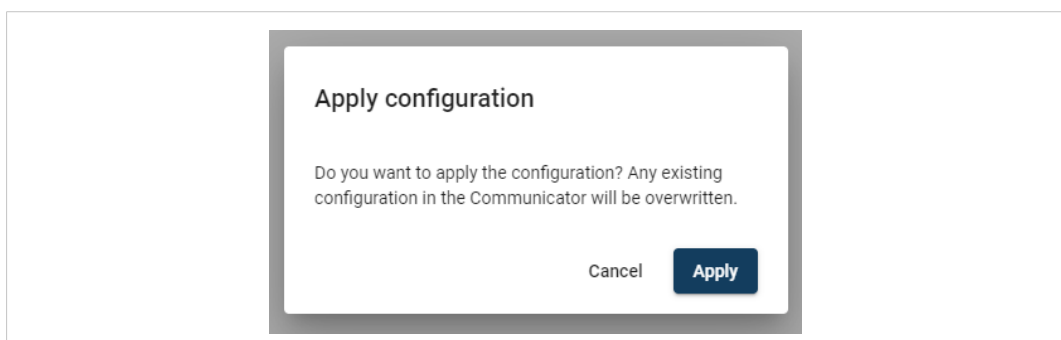 Apply configuration
Do you want to apply the configuration? Any existing
configuration in the Communicator will be overwritten.
Cancel Apply